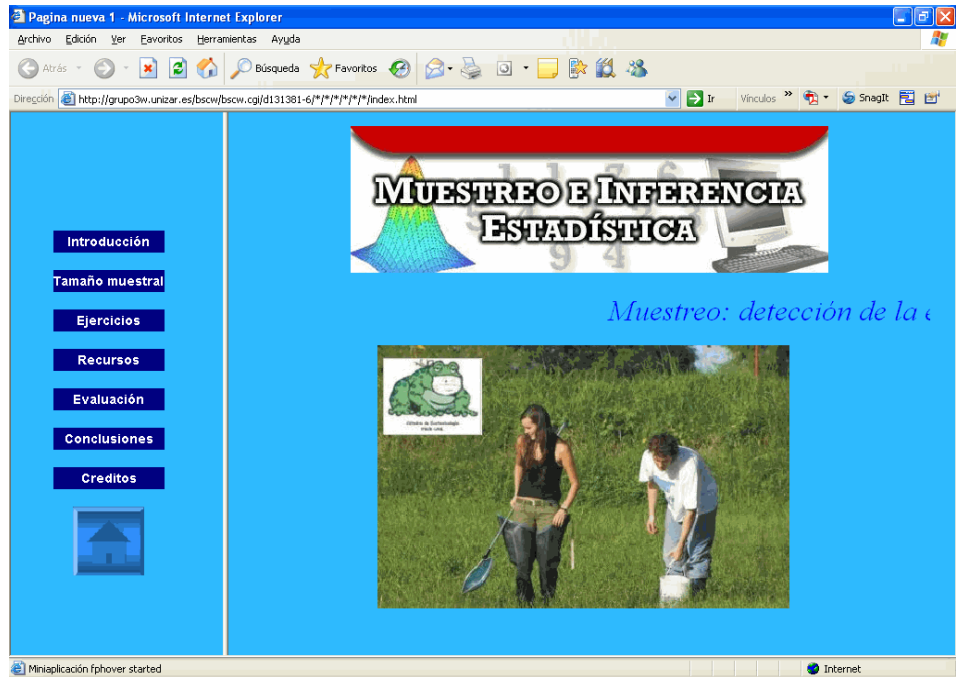 Pagina nueva 1 - Microsoft Internet Explorer
Archivo Edición Ver Favoritos Herramientas Ayuda
Atrás Búsqueda Favoritos
Dirección http://grupo3w.unizar.es/bscw/bscw.cgi/d131381-6/*/*/*/*/*/*/index.html Ir Vínculos » SnagIt
MUESTREO E INFERENCIA
ESTADÍSTICA
Introducción
Tamaño muestral
Ejercicios
Recursos
Evaluación
Conclusiones
Creditos
Muestreo: detección de la
Miniaplicación fphover started Internet